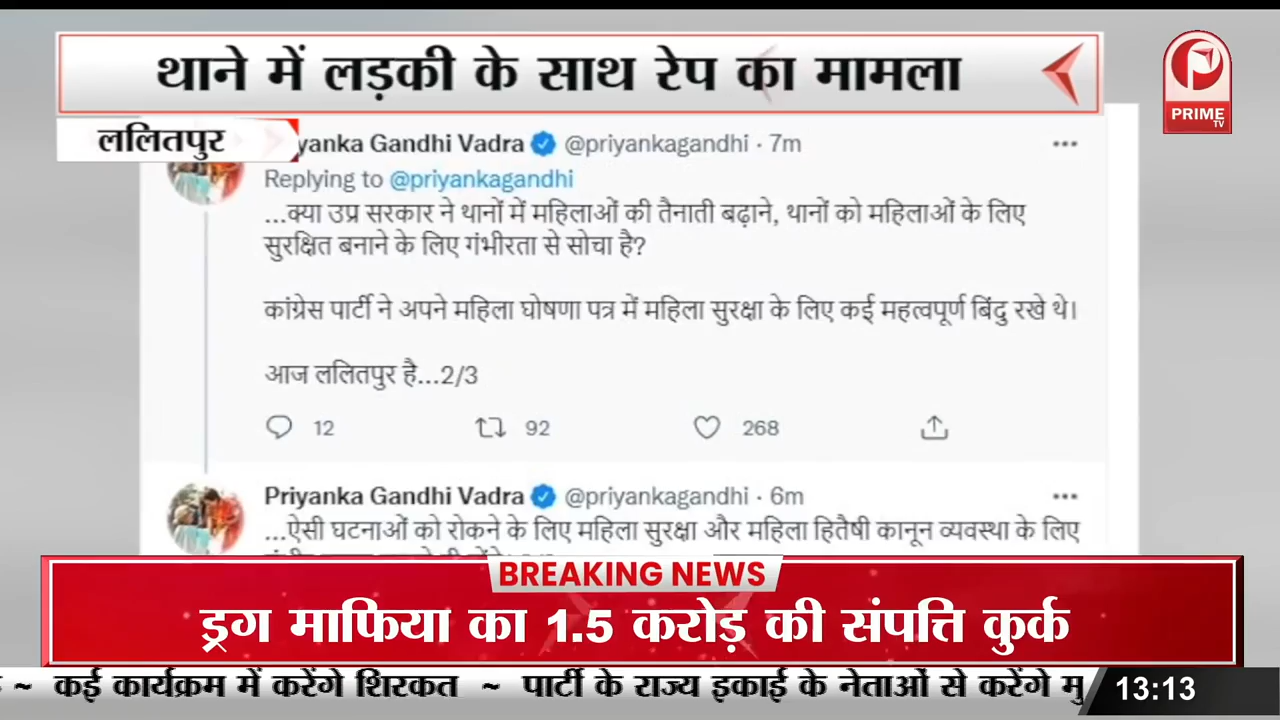 थाने में लड़की के साथ रेप का मामला
PRIME
TV
ललितपुर
yanka Gandhi Vadra @priyankagandhi · 7m
Replying to @priyankagandhi
...क्या उप्र सरकार ने थानों में महिलाओं की तैनाती बढ़ाने, थानों को महिलाओं के लिए
सुरक्षित बनाने के लिए गंभीरता से सोचा है?
कांग्रेस पार्टी ने अपने महिला घोषणा पत्र में महिला सुरक्षा के लिए कई महत्वपूर्ण बिंदु रखे थे।
आज ललितपुर है...2/3
12 92 268
Priyanka Gandhi Vadra @priyankagandhi · 6m
...ऐसी घटनाओं को रोकने के लिए महिला सुरक्षा और महिला हितैषी कानून व्यवस्था के लिए
BREAKING NEWS
ड्रग माफिया का 1.5 करोड़ की संपत्ति कुर्क
~ कई कार्यक्रम में करेंगे शिरकत ~ पार्टी के राज्य इकाई के नेताओं से करेंगे मु
13:13